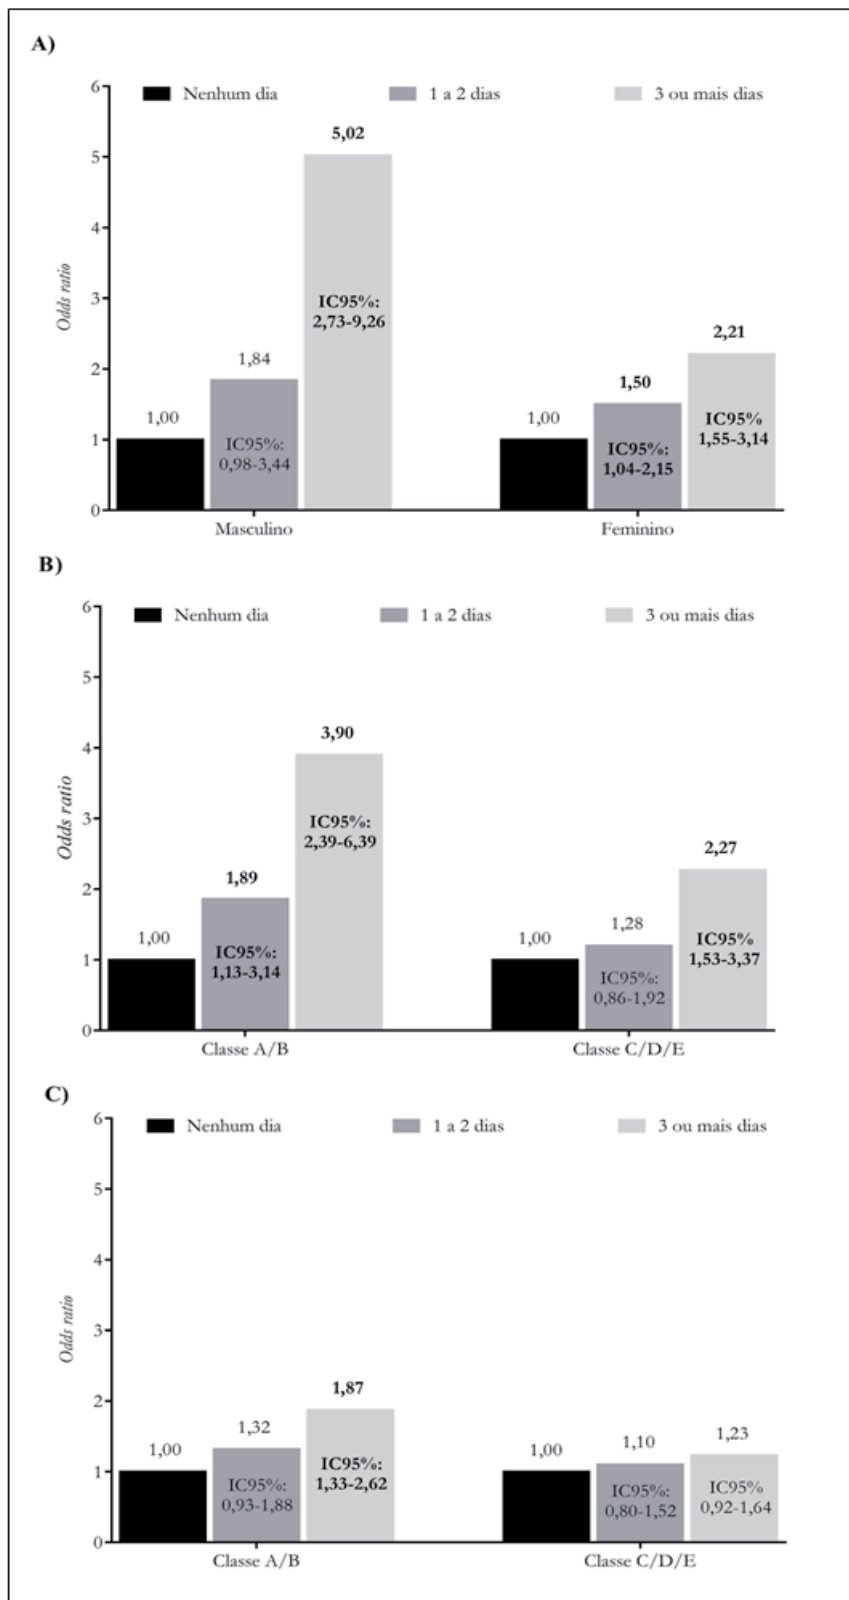 A)
6
Nenhum dia
1 a 2 dias
3 ou mais dias
5,02
5
4
3
Odds ratio
IC95%:
2,73-9,26
2,21
1,84
2
1,50
1,00
1,00
1
IC95%:
0,98-3,44
IC95%:
1,04-2,15
IC95%
1,55-3,14
0
Masculino
Feminino
B)
6
Nenhum dia
1 a 2 dias
3 ou mais dias
5
3,90
4
3
Odds ratio
IC95%:
2,39-6,39
2,27
1,89
2
1,28
1,00
1,00
1
IC95%:
1,13-3,14
IC95%:
0,86-1,92
IC95%
1,53-3,37
0
Classe A/B
Classe C/D/E
C)
6
Nenhum dia
1 a 2 dias
3 ou mais dias
5
4
3
Odds ratio
2
1,87
1,32
1,00
1,00
1,10
1,23
1
IC95%:
0,93-1,88
IC95%:
1,33-2,62
IC95%:
0,80-1,52
IC95%
0,92-1,64
0
Classe A/B
Classe C/D/E